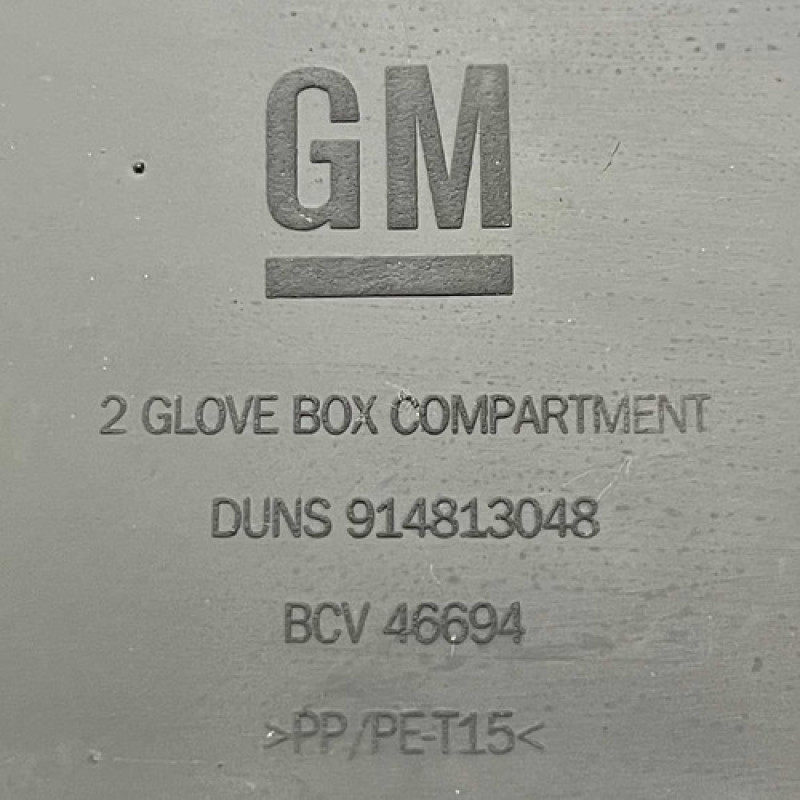 GM
2 GLOVE BOX COMPARTMENT
DUNS 914813048
BCV 46694
>PP/PE-T15<